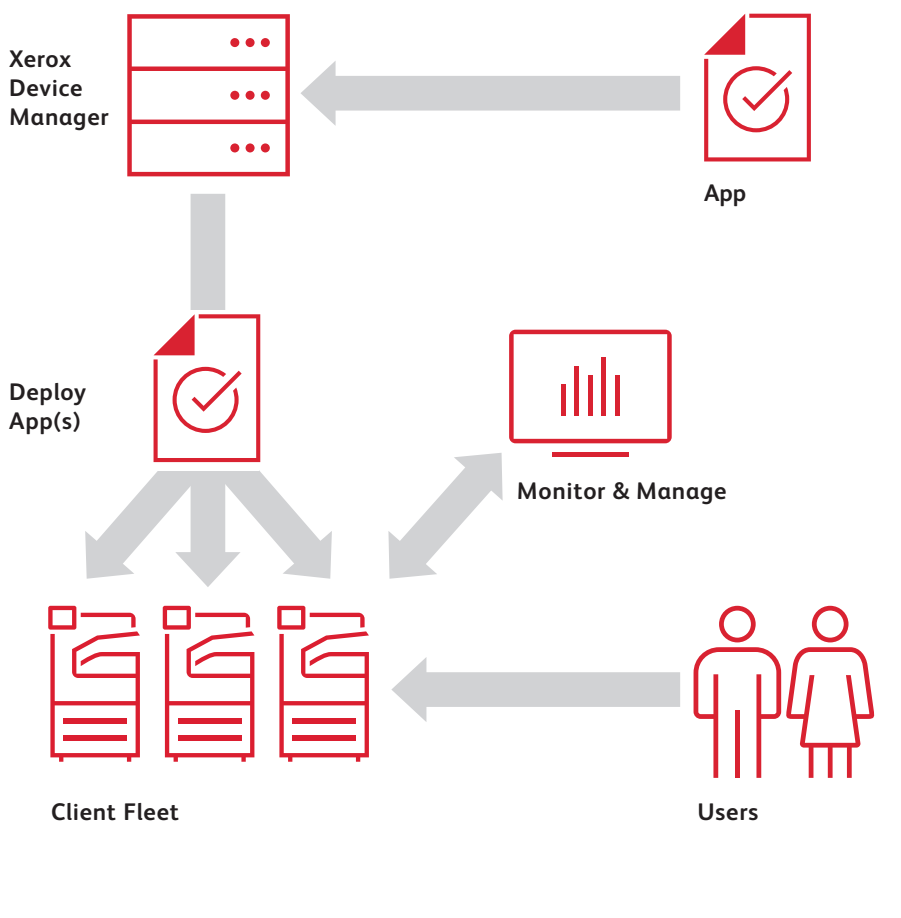 Xerox
Device
Manager
App
Deploy
App(s)
Monitor & Manage
Client Fleet
Users